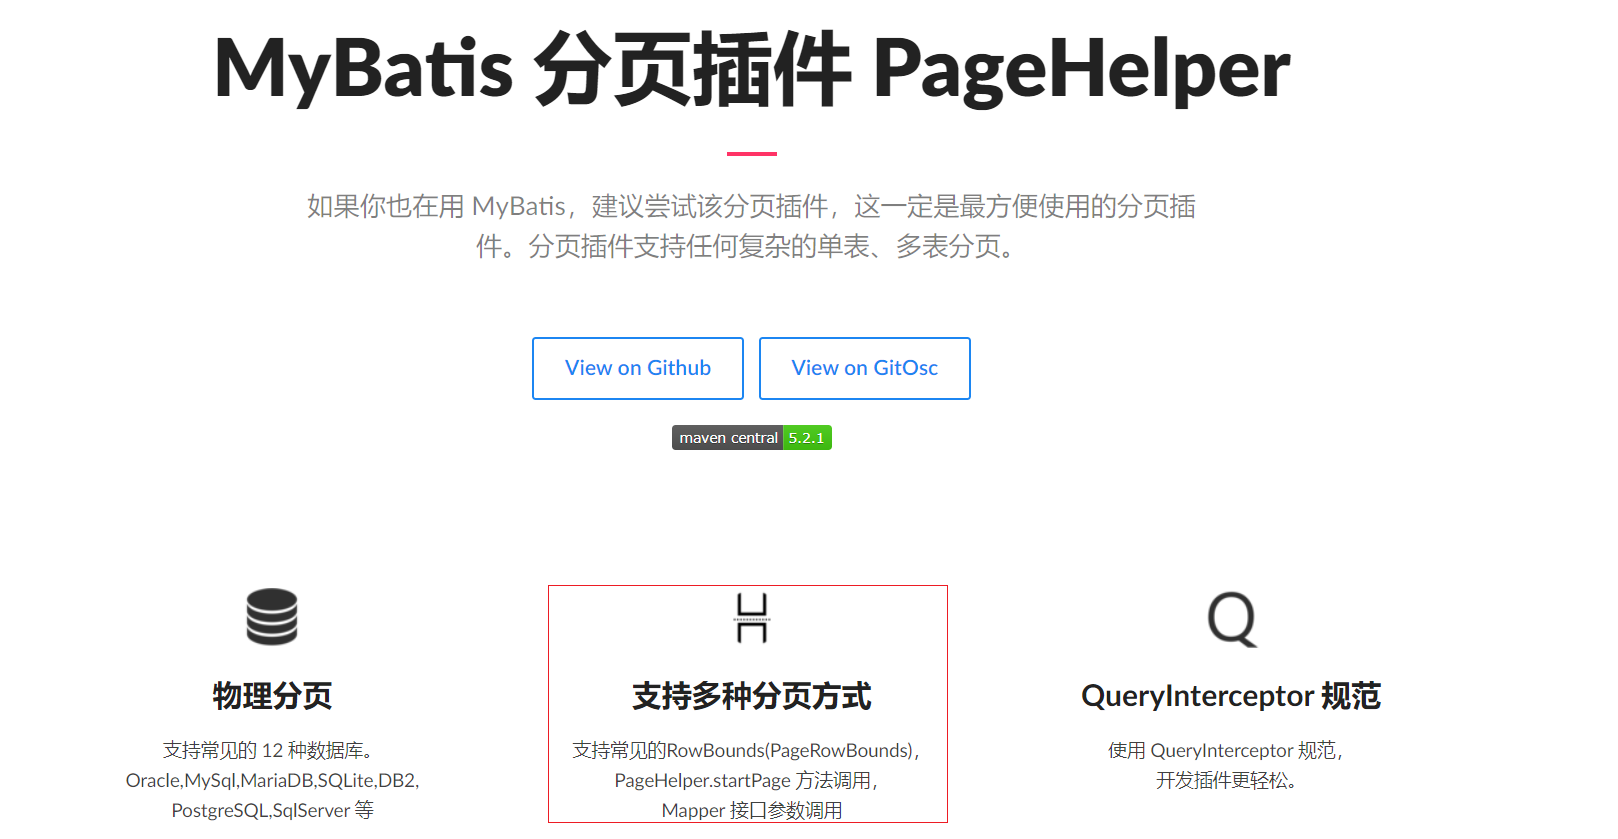 MyBatis 分页插件 PageHelper
如果你也在用 MyBatis，建议尝试该分页插件，这一定是最方便使用的分页插
件。分页插件支持任何复杂的单表、多表分页。
View on Github
View on GitOsc
maven central 5.2.1
物理分页
支持常见的 12 种数据库。
Oracle,MySql,MariaDB,SQLite,DB2,
PostgreSQL,SqlServer 等
支持多种分页方式
支持常见的RowBounds(PageRowBounds)，
PageHelper.startPage 方法调用，
Mapper 接口参数调用
QueryInterceptor 规范
使用 QueryInterceptor 规范，
开发插件更轻松。